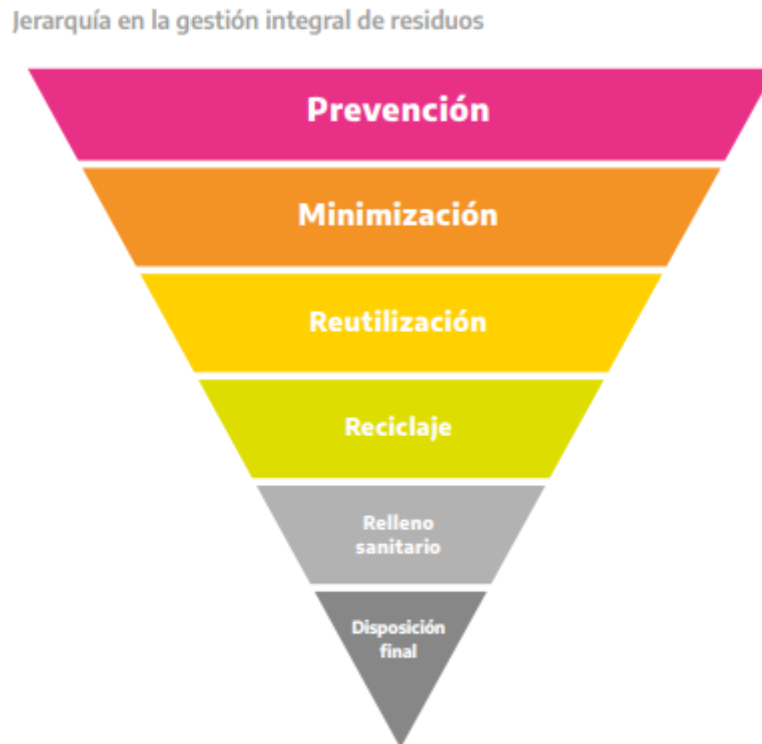 Jerarquía en la gestión integral de residuos
Prevención
Minimización
Reutilización
Reciclaje
Relleno
sanitario
Disposición
final